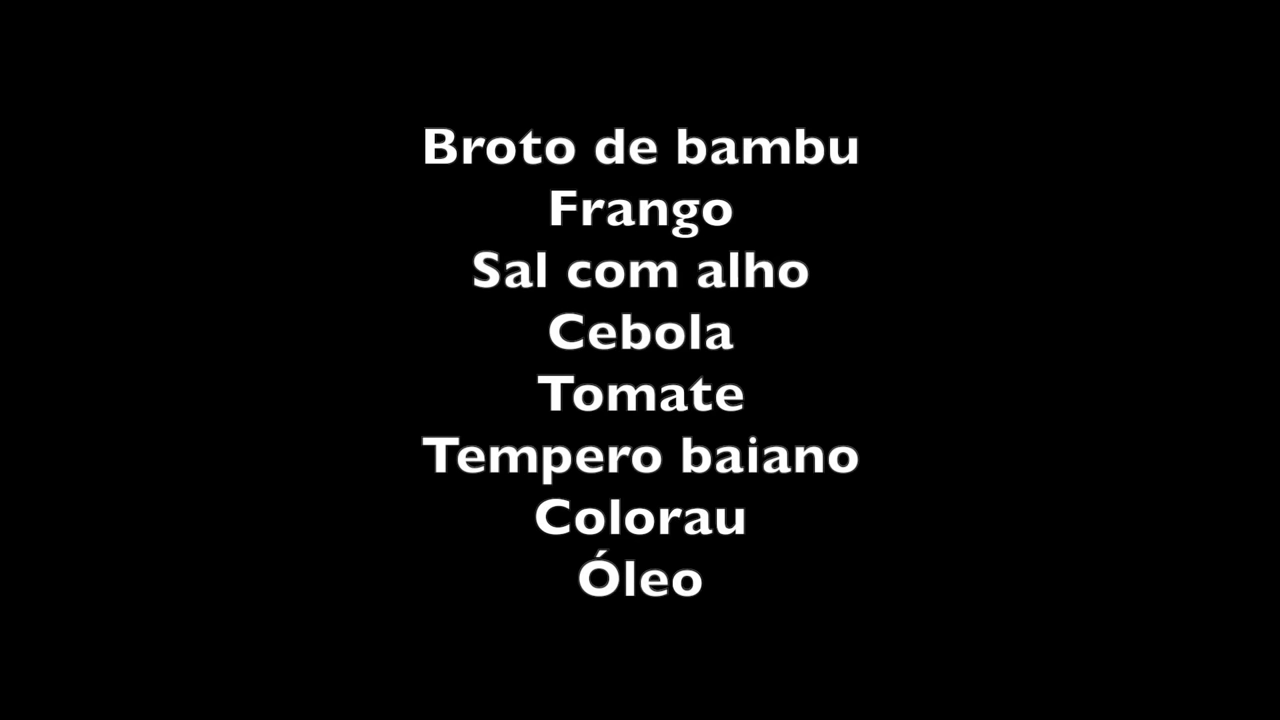 Broto de bambu
Frango
Sal com alho
Cebola
Tomate
Tempero baiano
Colorau
Óleo